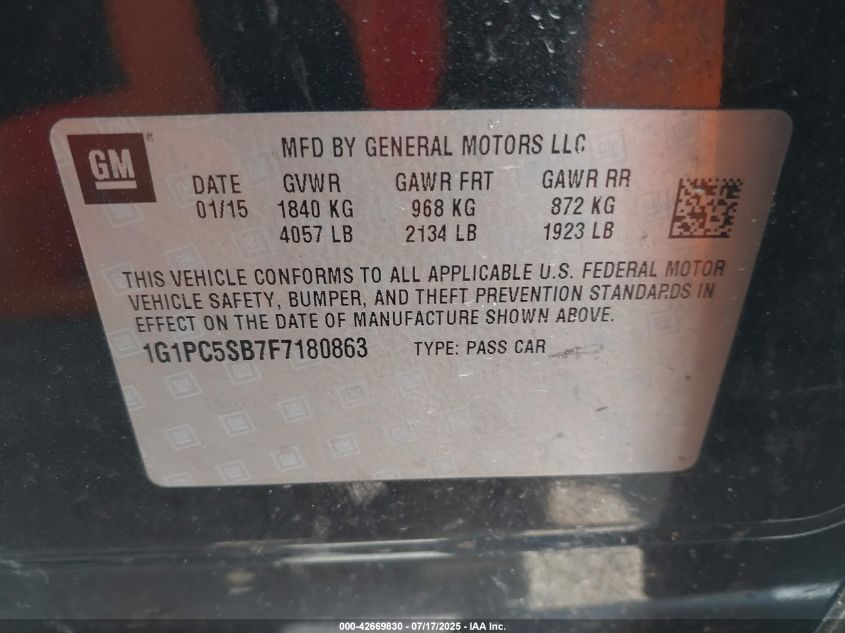 GM®
MFD BY GENERAL MOTORS LLC
DATE GVWR GAWR FRT GAWR RR
01/15 1840 KG 968 KG 872 KG
4057 LB 2134 LB 1923 LB
THIS VEHICLE CONFORMS TO ALL APPLICABLE U.S. FEDERAL MOTOR
VEHICLE SAFETY, BUMPER, AND THEFT PREVENTION STANDARDS IN
EFFECT ON THE DATE OF MANUFACTURE SHOWN ABOVE.
1G1PC5SB7F7180863 TYPE: PASS CAR
000-42669830 - 07/17/2025 - IAA Inc.